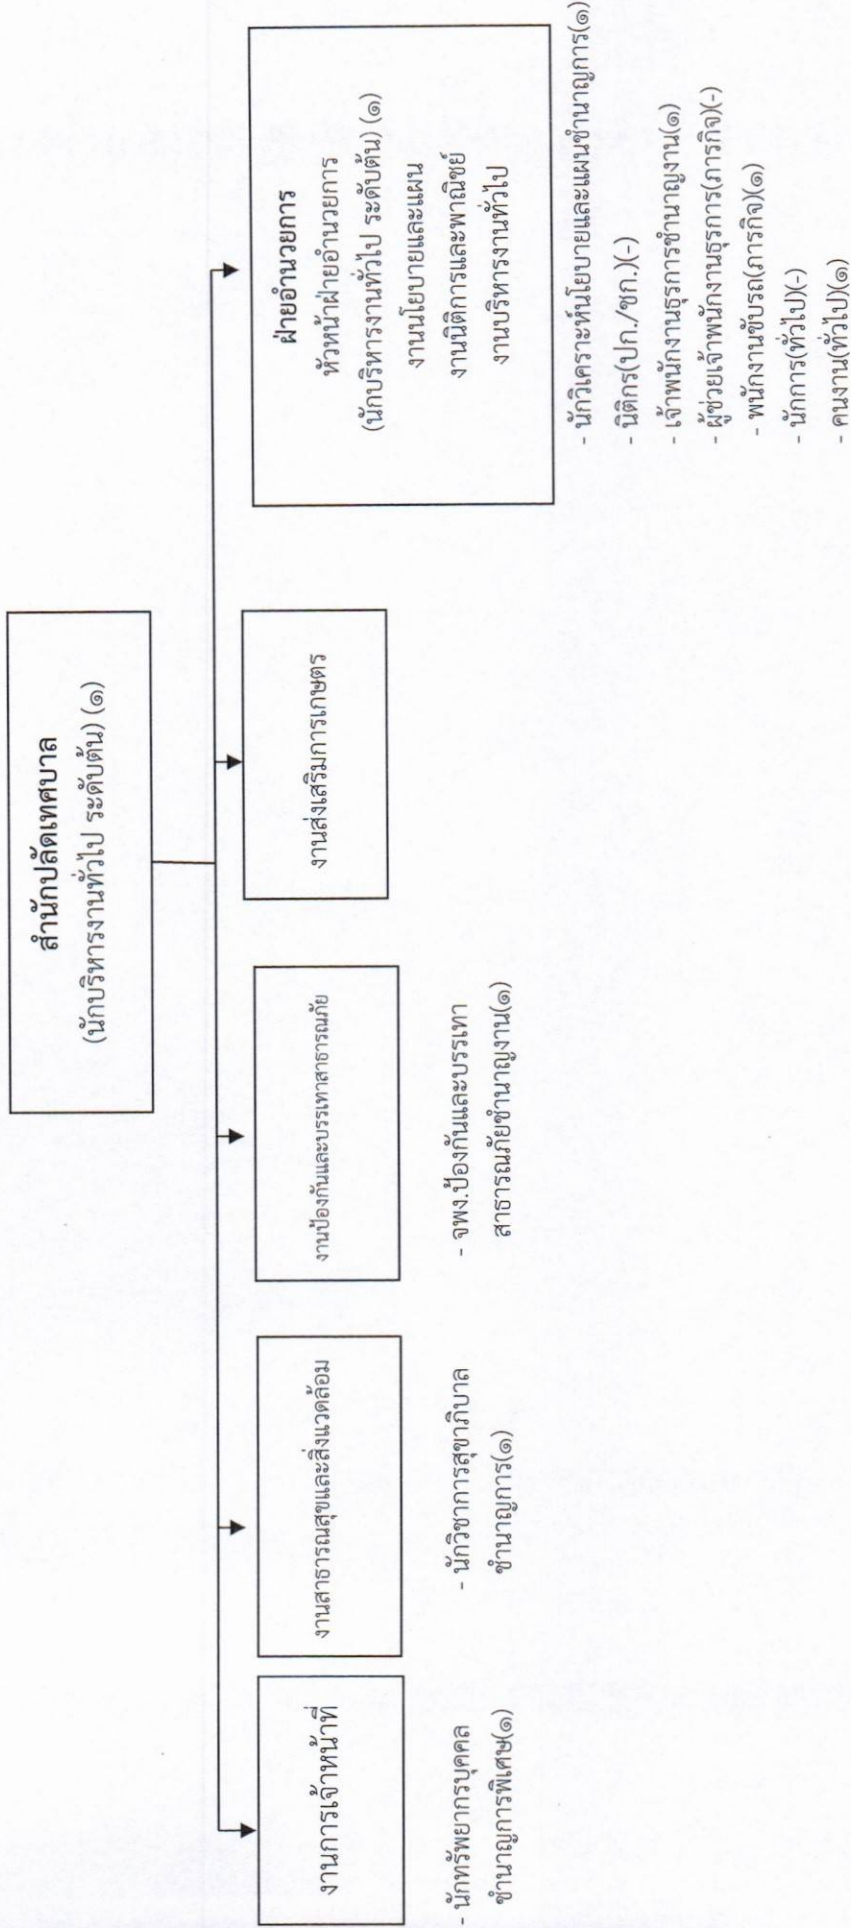 สำนักปลัดเทศบาล
(นักบริหารงานทั่วไป ระดับต้น) (๑)
งานการเจ้าหน้าที่
- นักทรัพยากรบุคคล
ชำนาญการพิเศษ(๑)
งานสาธารณสุขและสิ่งแวดล้อม
- นักวิชาการสุขาภิบาล
ชำนาญการ(๑)
งานป้องกันและบรรเทาสาธารณภัย
- จพง.ป้องกันและบรรเทา
สาธารณภัยชำนาญงาน(๑)
งานส่งเสริมการเกษตร
ฝ่ายอำนวยการ
หัวหน้าฝ่ายอำนวยการ
(นักบริหารงานทั่วไป ระดับต้น) (๑)
งานนโยบายและแผน
งานนิติการและพาณิชย์
งานบริหารงานทั่วไป
- นักวิเคราะห์นโยบายและแผนชำนาญการ(๑)
- นิติกร(ปก./ชก.)(-)
- เจ้าพนักงานธุรการชำนาญงาน(๑)
- ผู้ช่วยเจ้าพนักงานธุรการ(ภารกิจ)(-)
- พนักงานขับรถ(ภารกิจ)(๑)
- นักการ(ทั่วไป)(-)
- คนงาน(ทั่วไป)(๑)